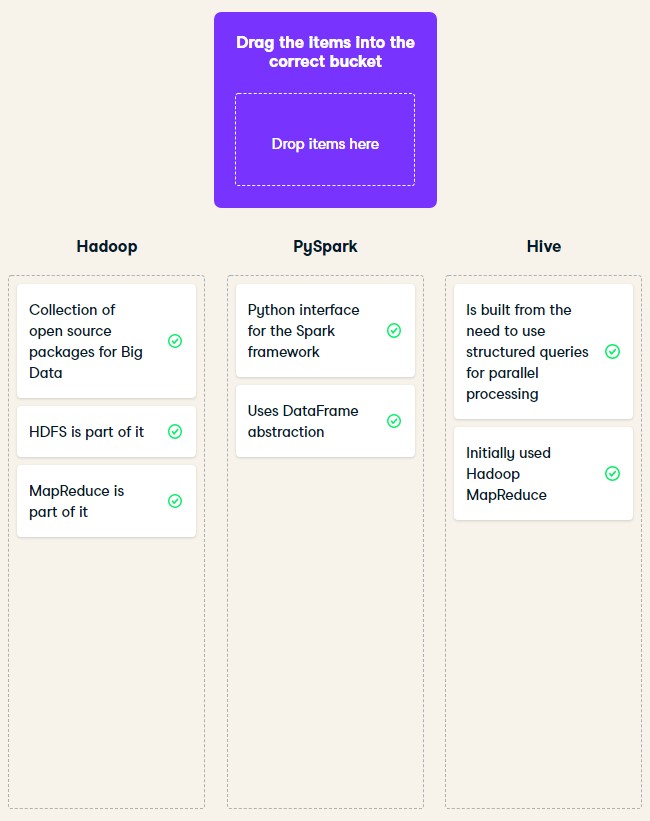 Drag the items into the
correct bucket
Drop items here
Hadoop
Collection of
open source
packages for Big
Data
HDFS is part of it
MapReduce is
part of it
PySpark
Python interface
for the Spark
framework
Uses DataFrame
abstraction
Hive
Is built from the
need to use
structured queries
for parallel
processing
Initially used
Hadoop
MapReduce